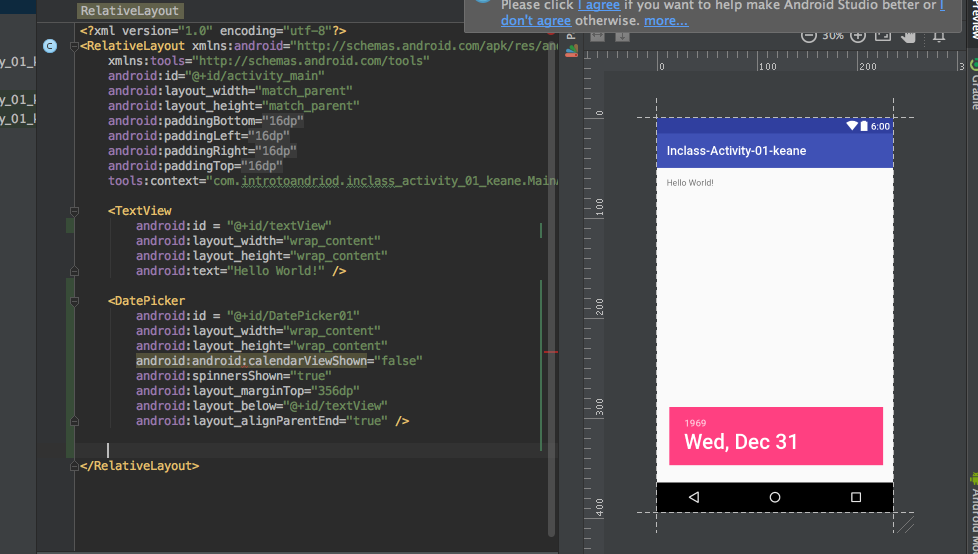 RelativeLayout
Please click I agree if you want to help make Android Studio better or I
don't agree otherwise. more...
<?xml version="1.0" encoding="utf-8"?>
<RelativeLayout xmlns:android="http://schemas.android.com/apk/res/and
xmlns:tools="http://schemas.android.com/tools"
android:id="@+id/activity_main"
android:layout_width="match_parent"
android:layout_height="match_parent"
android:paddingBottom="16dp"
android:paddingLeft="16dp"
android:paddingRight="16dp"
android:paddingTop="16dp"
tools:context="com.introtoandriod.inclass_activity_01_keane.MainA
<TextView
android:id = "@+id/textView"
android:layout_width="wrap_content"
android:layout_height="wrap_content"
android:text="Hello World!" />
<DatePicker
android:id = "@+id/DatePicker01"
android:layout_width="wrap_content"
android:layout_height="wrap_content"
android:android:calendarViewShown="false"
android:spinnersShown="true"
android:layout_marginTop="356dp"
android:layout_below="@+id/textView"
android:layout_alignParentEnd="true" />
</RelativeLayout>
C
y_01_k
y_01_k
y_01_k
30%
0
100
200
3
0
100
200
300
400
6:00
Inclass-Activity-01-keane
Hello World!
1969
Wed, Dec 31
Preview
Gradle